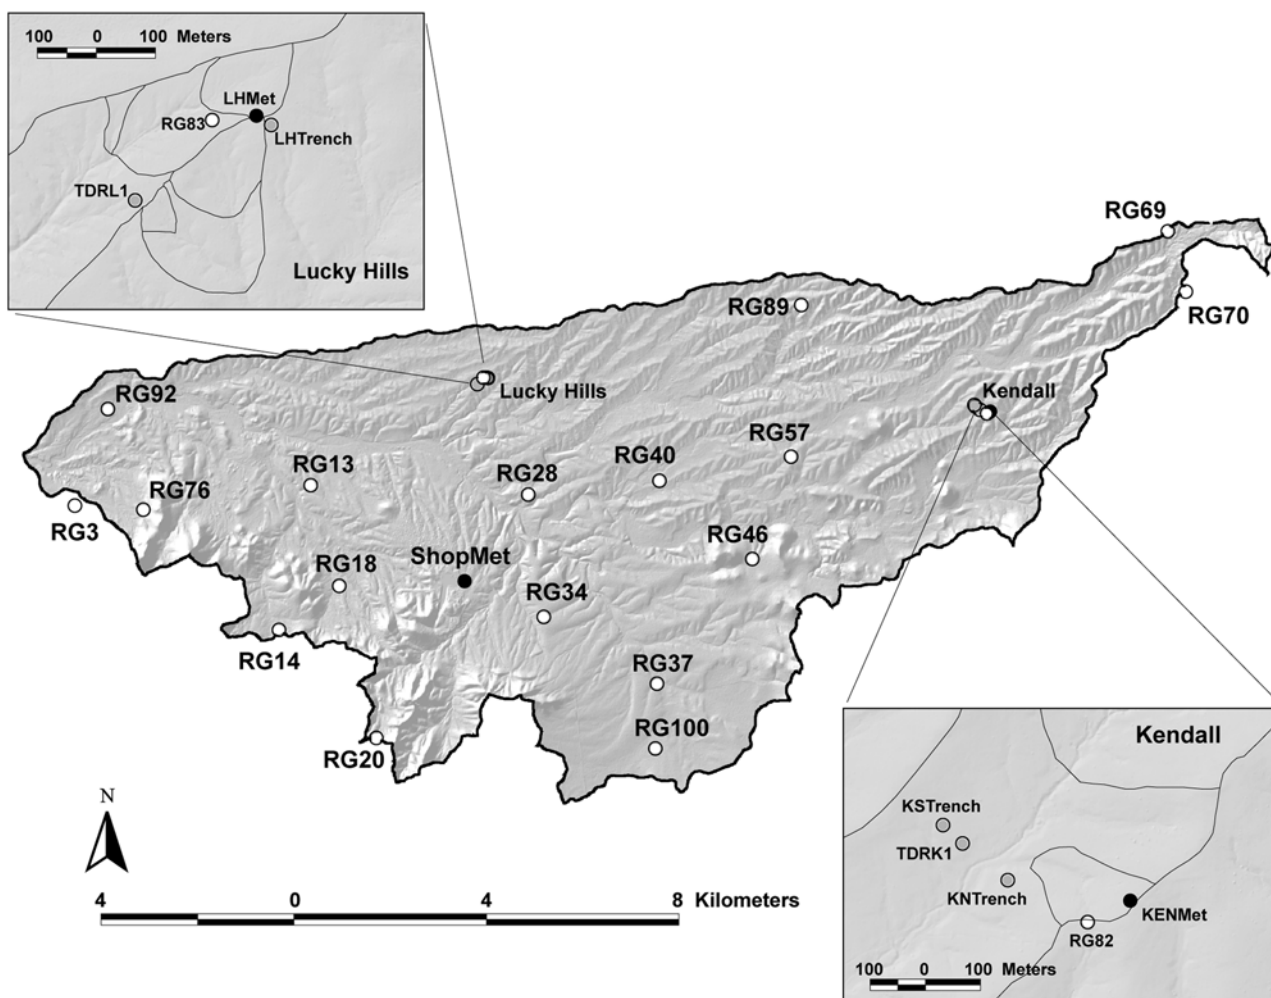 100 0 100 Meters
LHMet
RG83
LHTrench
TDRL1
Lucky Hills
RG69
RG70
RG89
Lucky Hills
Kendall
RG92
RG57
RG13
RG40
RG28
RG76
RG3
RG46
ShopMet
RG18
RG34
RG14
RG37
RG100
RG20
N
4 0 4 8 Kilometers
Kendall
KSTrench
TDRK1
KNTrench
KENMet
RG82
100 0 100 Meters